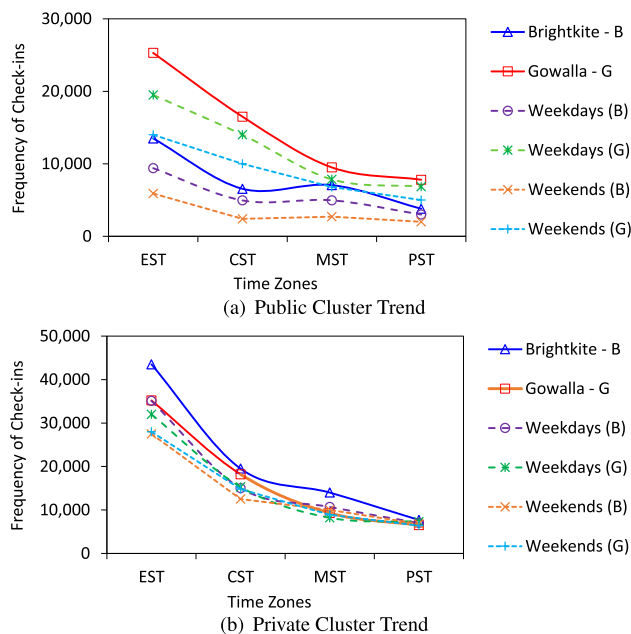 30,000
20,000
10,000
0
Frequency of Check-ins
EST CST MST PST
Time Zones
Brightkite - B
Gowalla - G
Weekdays (B)
Weekdays (G)
Weekends (B)
Weekends (G)
(a) Public Cluster Trend
50,000
40,000
30,000
20,000
10,000
0
Frequency of Check-ins
EST CST MST PST
Time Zones
Brightkite - B
Gowalla - G
Weekdays (B)
Weekdays (G)
Weekends (B)
Weekends (G)
(b) Private Cluster Trend